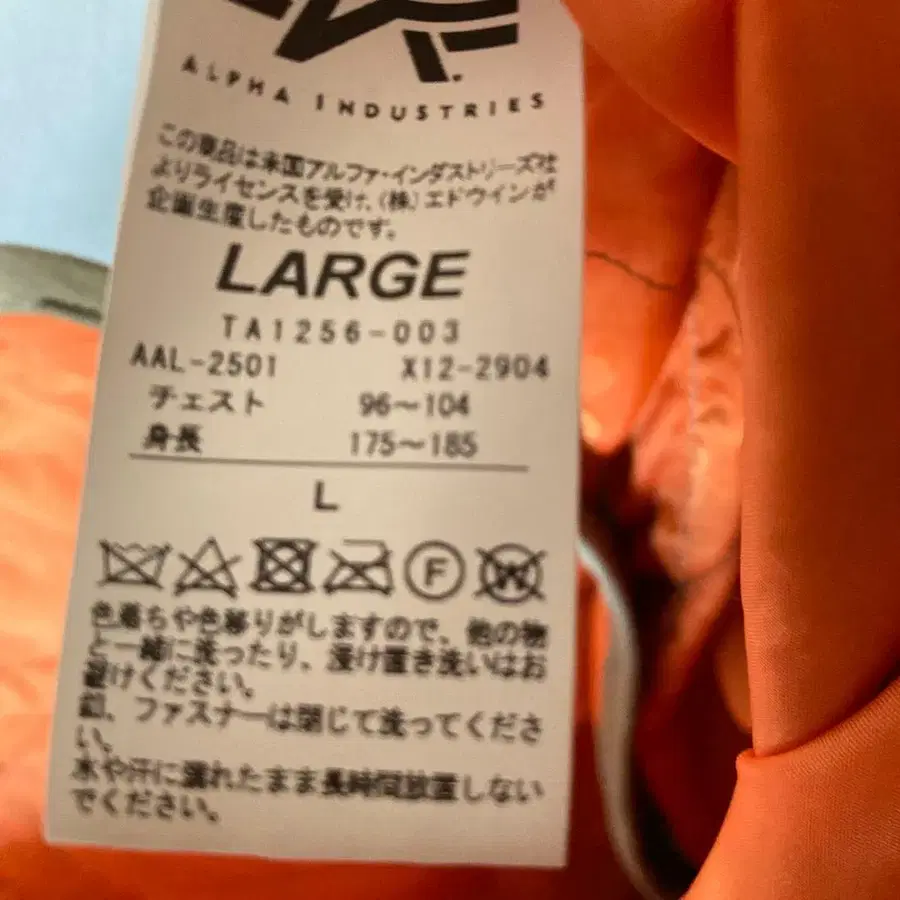 ALPHA INDUSTRIES
この商品は米国アルファ・インダストリーズ社
よりライセンスを受け、(株)エドウインが
企画生産したものです。
LARGE
TA1256-003
AAL-2501 X12-2904
チェスト 96〜104
身長 175〜185
L
F W
色落ちや色移りがしますので、他の物
と一緒に洗ったり、浸け置き洗いはお
避けください。
釦、ファスナーは閉じて洗ってくださ
い。
水や汗に濡れたまま長時間放置しない
でください。